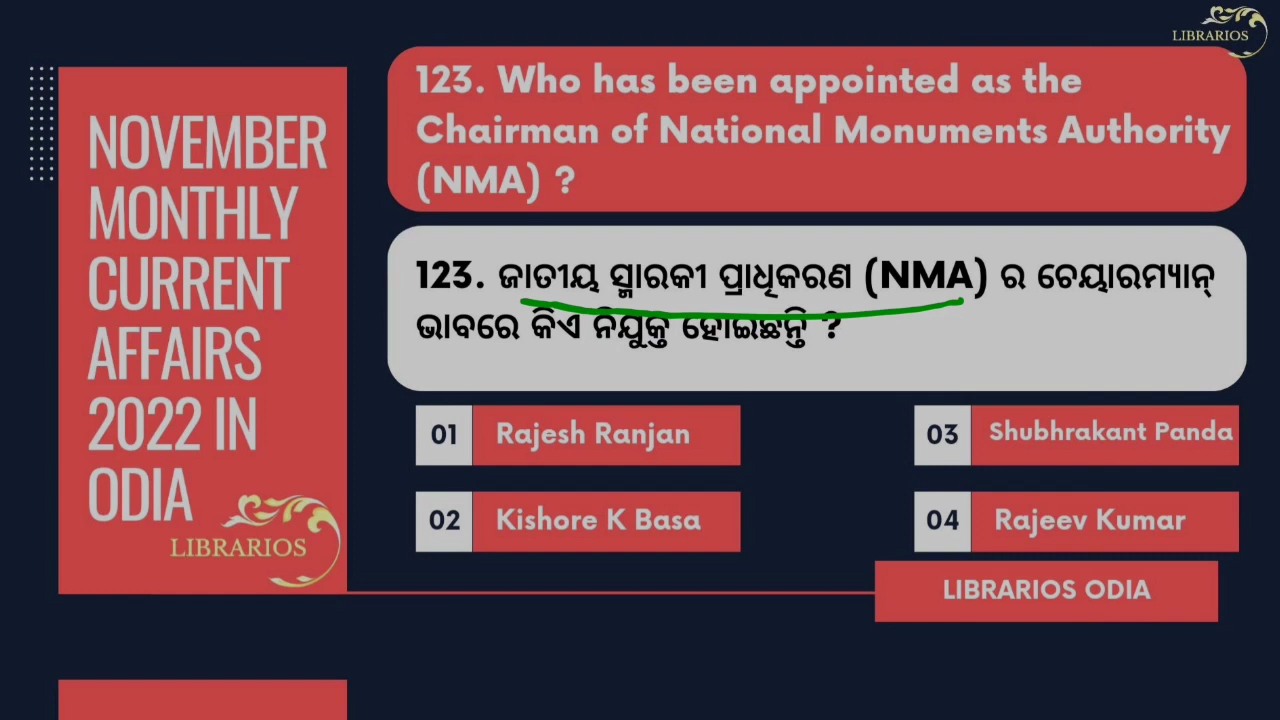 LIBRARIOS
NOVEMBER
MONTHLY
CURRENT
AFFAIRS
2022 IN
ODIA
LIBRARIOS
123. Who has been appointed as the
Chairman of National Monuments Authority
(NMA) ?
123. ଜାତୀୟ ସ୍ମାରକୀ ପ୍ରାଧିକରଣ (NMA) ର ଚେୟାରମ୍ୟାନ୍
ଭାବରେ କିଏ ନିଯୁକ୍ତ ହୋଇଛନ୍ତି ?
01 Rajesh Ranjan
02 Kishore K Basa
03 Shubhrakant Panda
04 Rajeev Kumar
LIBRARIOS ODIA